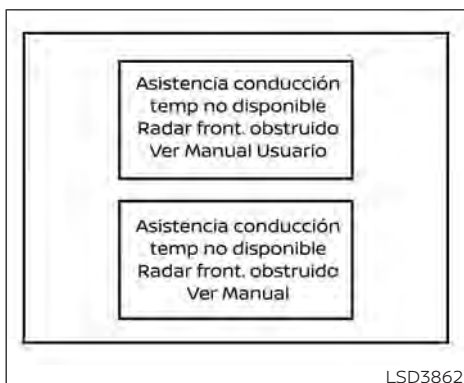 Asistencia conducción
temp no disponible
Radar front. obstruido
Ver Manual Usuario
Asistencia conducción
temp no disponible
Radar front. obstruido
Ver Manual
LSD3862